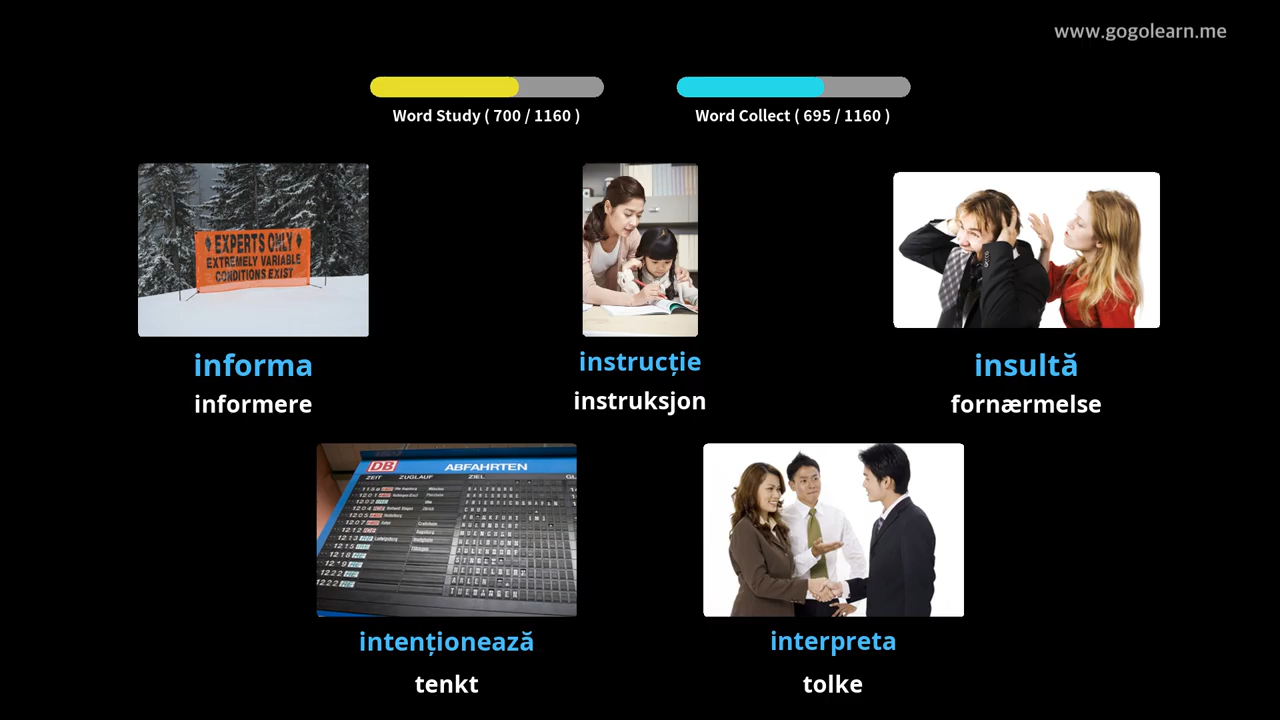 www.gogolearn.me
Word Study ( 700 / 1160 )
Word Collect ( 695 / 1160 )
EXPERTS ONLY
EXTREMELY VARIABLE
CONDITIONS EXIST
informa
informere
instrucție
instruksjon
insultă
fornærmelse
DB ABFAHRTEN
ZEIT ZUGLAUF ZIEL
intenționează
tenkt
interpreta
tolke